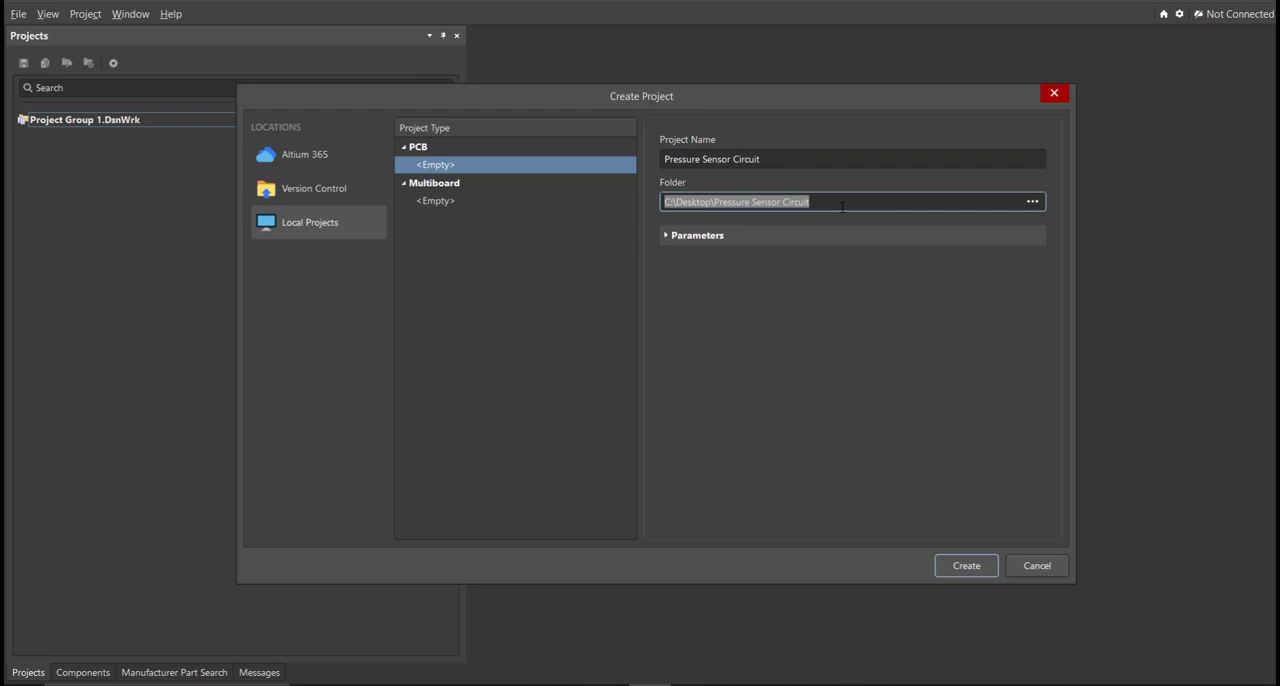 File View Project Window Help
Not Connected
Projects
Search
Project Group 1.DsnWrk
Create Project
LOCATIONS
Altium 365
Version Control
Local Projects
Project Type
PCB
<Empty>
Multiboard
<Empty>
Project Name
Pressure Sensor Circuit
Folder
C:\Desktop\Pressure Sensor Circuit
Parameters
Create Cancel
Projects Components Manufacturer Part Search Messages